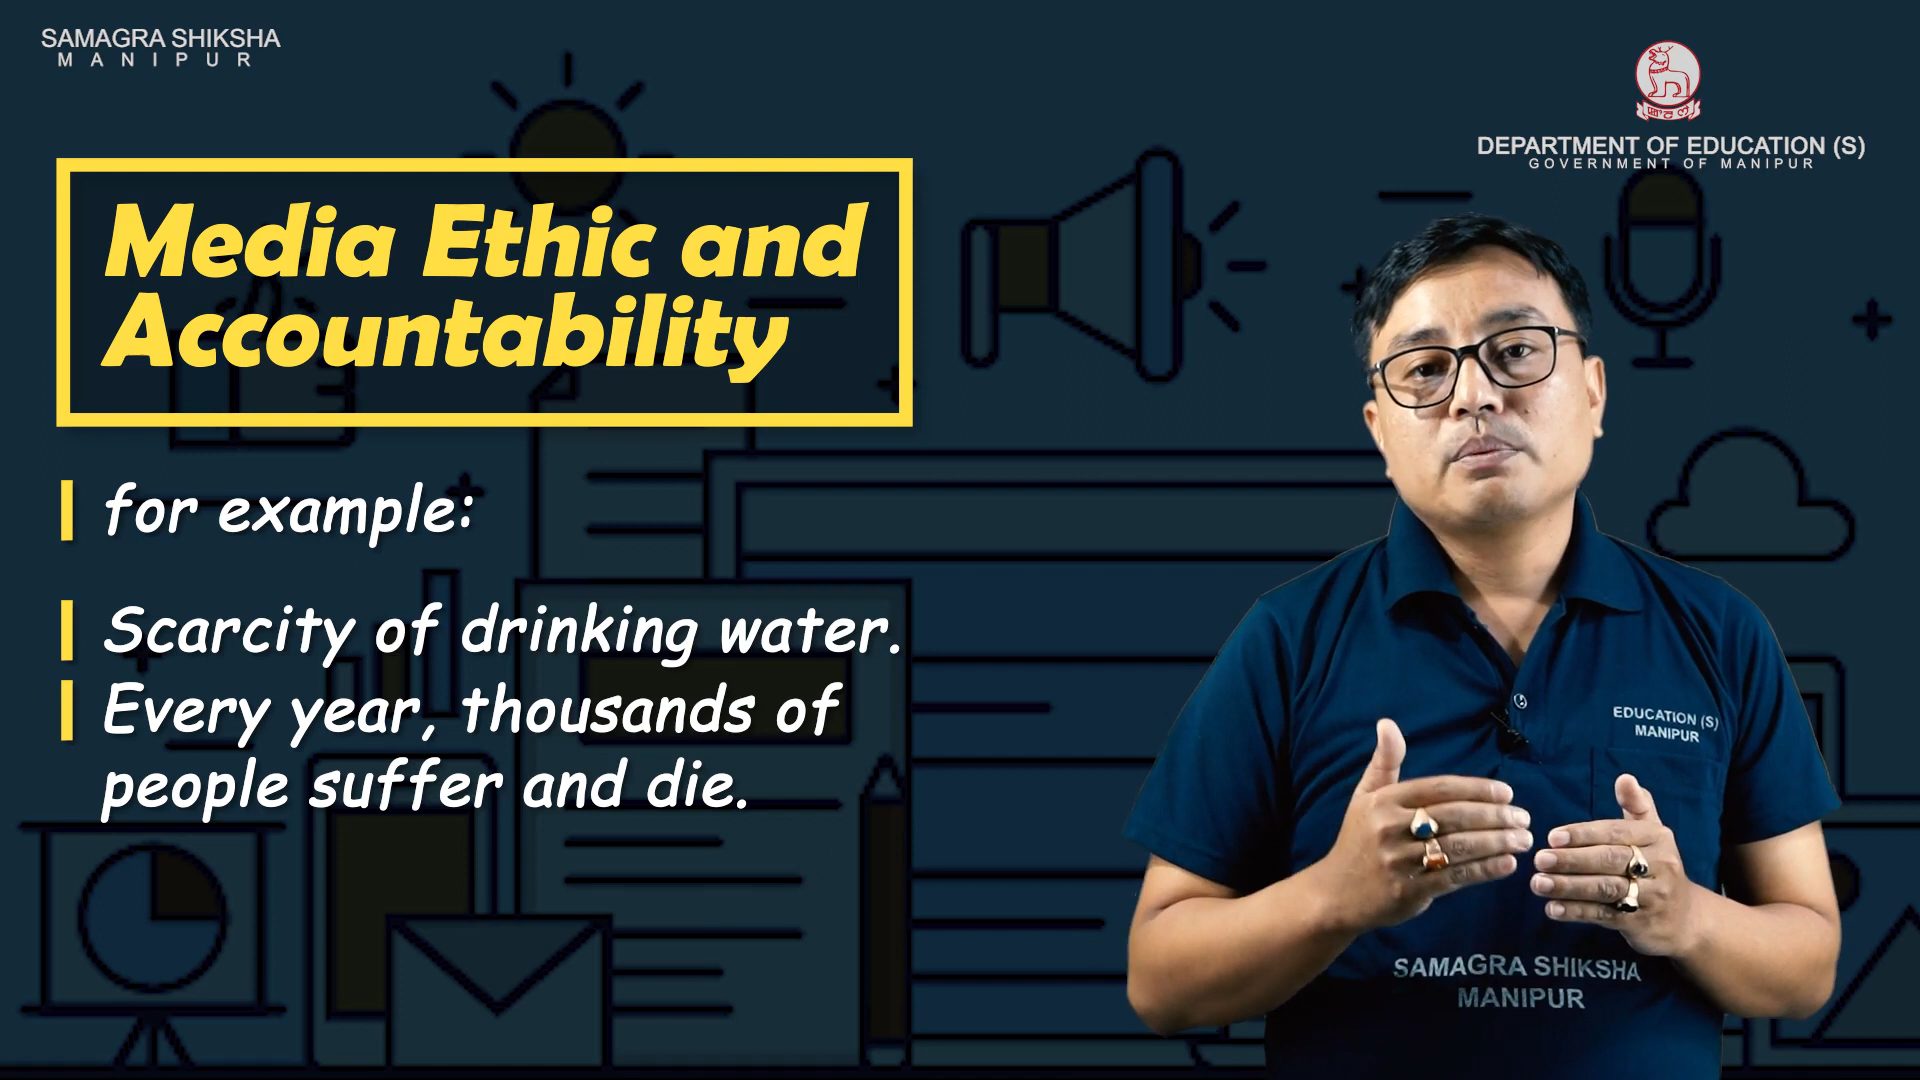 SAMAGRA SHIKSHA
MANIPUR
DEPARTMENT OF EDUCATION (S)
GOVERNMENT OF MANIPUR
Media Ethic and
Accountability
for example:
Scarcity of drinking water.
Every year, thousands of
people suffer and die.
EDUCATION (S)
MANIPUR
SAMAGRA SHIKSHA
MANIPUR